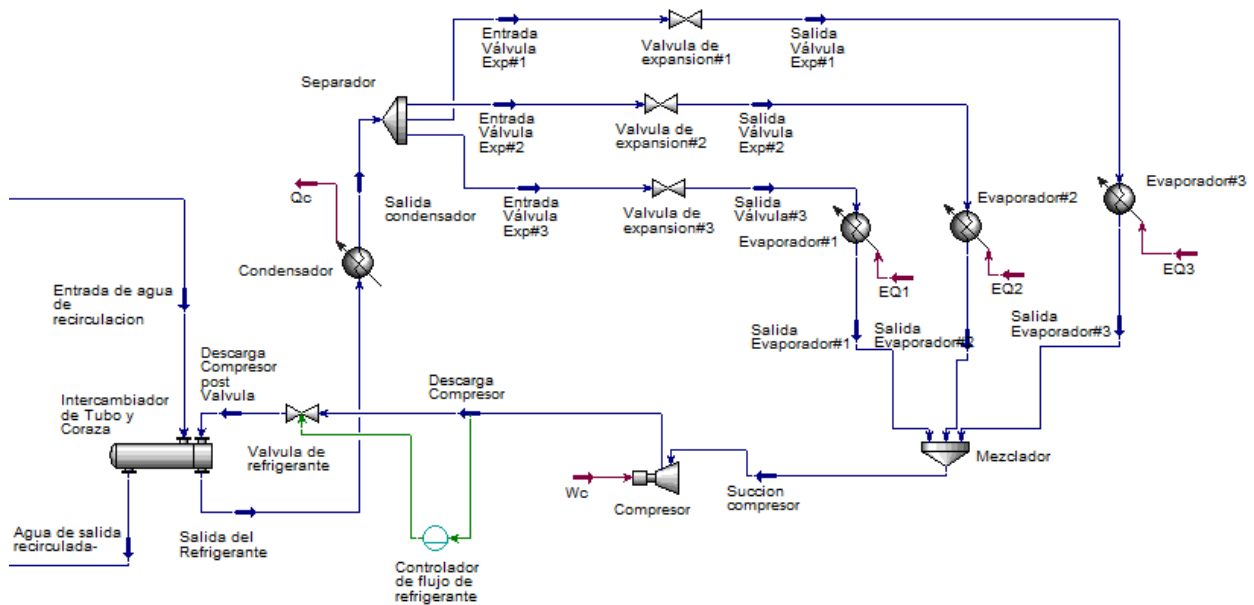 Entrada
Válvula
Exp#1
Valvula de
expansion#1
Salida
Válvula
Exp#1
Separador
Entrada
Válvula
Exp#2
Valvula de
expansion#2
Salida
Válvula
Exp#2
Evaporador#3
Qc
Salida
condensador
Entrada
Válvula
Exp#3
Valvula de
expansion#3
Salida
Válvula#3
Evaporador#1
Evaporador#2
Condensador
EQ1
EQ2
EQ3
Entrada de agua
de
recirculacion
Salida
Evaporador#1
Salida
Evaporador#2
Salida
Evaporador#3
Descarga
Compresor
post
Valvula
Descarga
Compresor
Intercambiador
de Tubo y
Coraza
Valvula de
refrigerante
Mezclador
Wc
Compresor
Succion
compresor
Agua de salida
recirculada-
Salida del
Refrigerante
Controlador
de flujo de
refrigerante